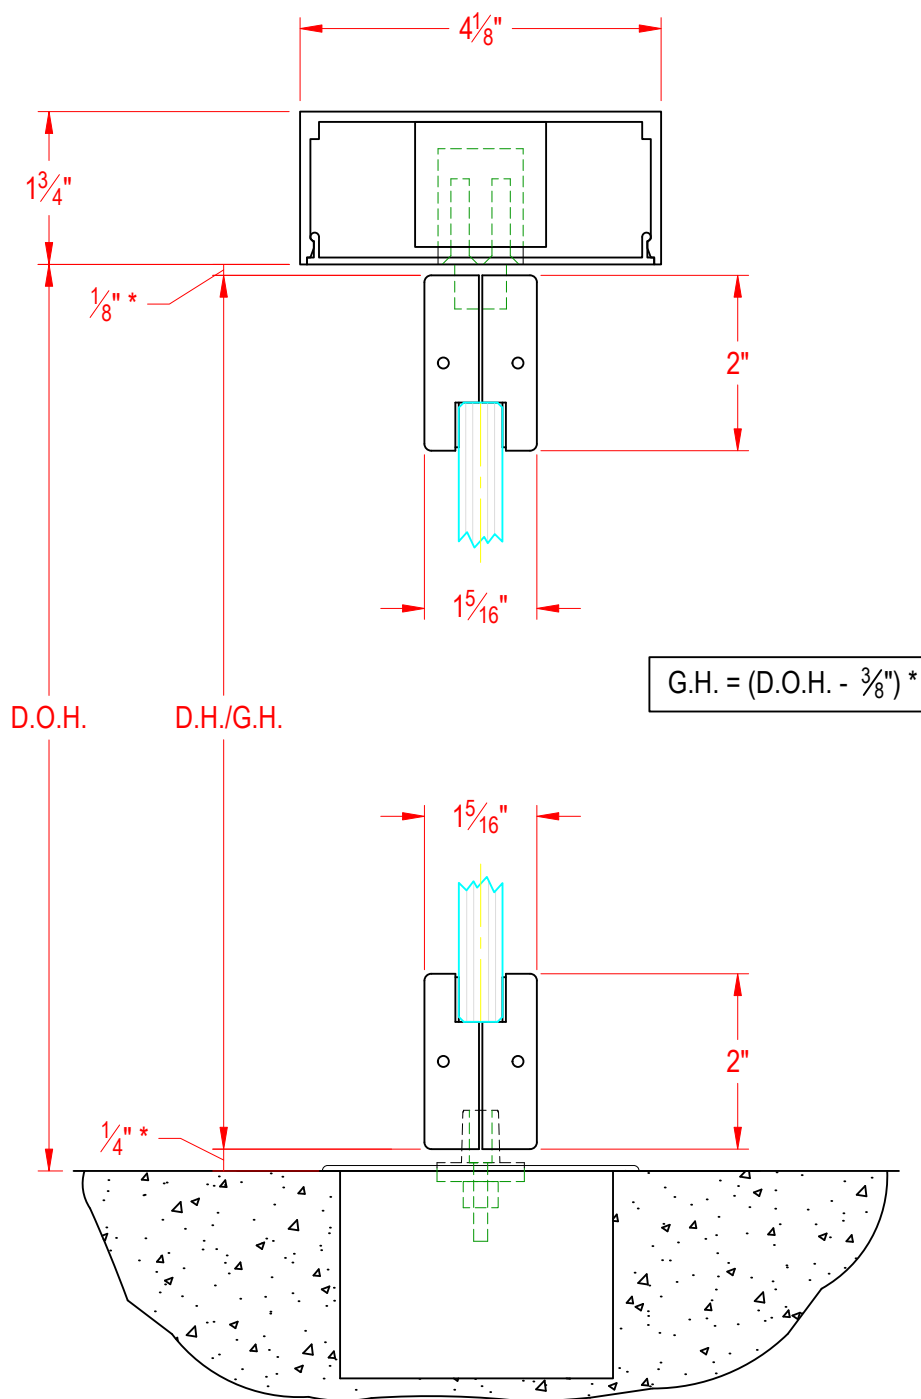 4⅛"
1¾"
⅛" *
2"
1⁵⁄₁₆"
G.H. = (D.O.H. - ⅜") *
D.O.H.
D.H./G.H.
1⁵⁄₁₆"
2"
¼" *